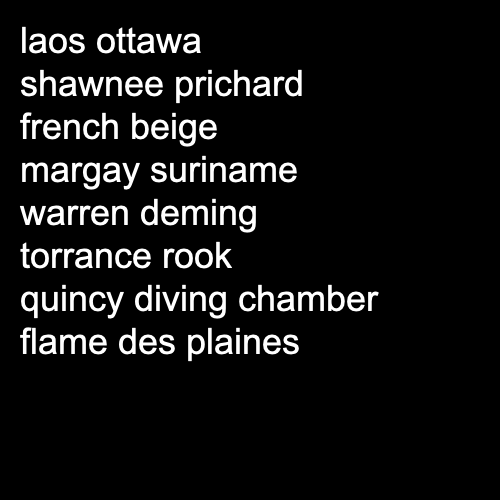 laos ottawa
shawnee prichard
french beige
margay suriname
warren deming
torrance rook
quincy diving chamber
flame des plaines